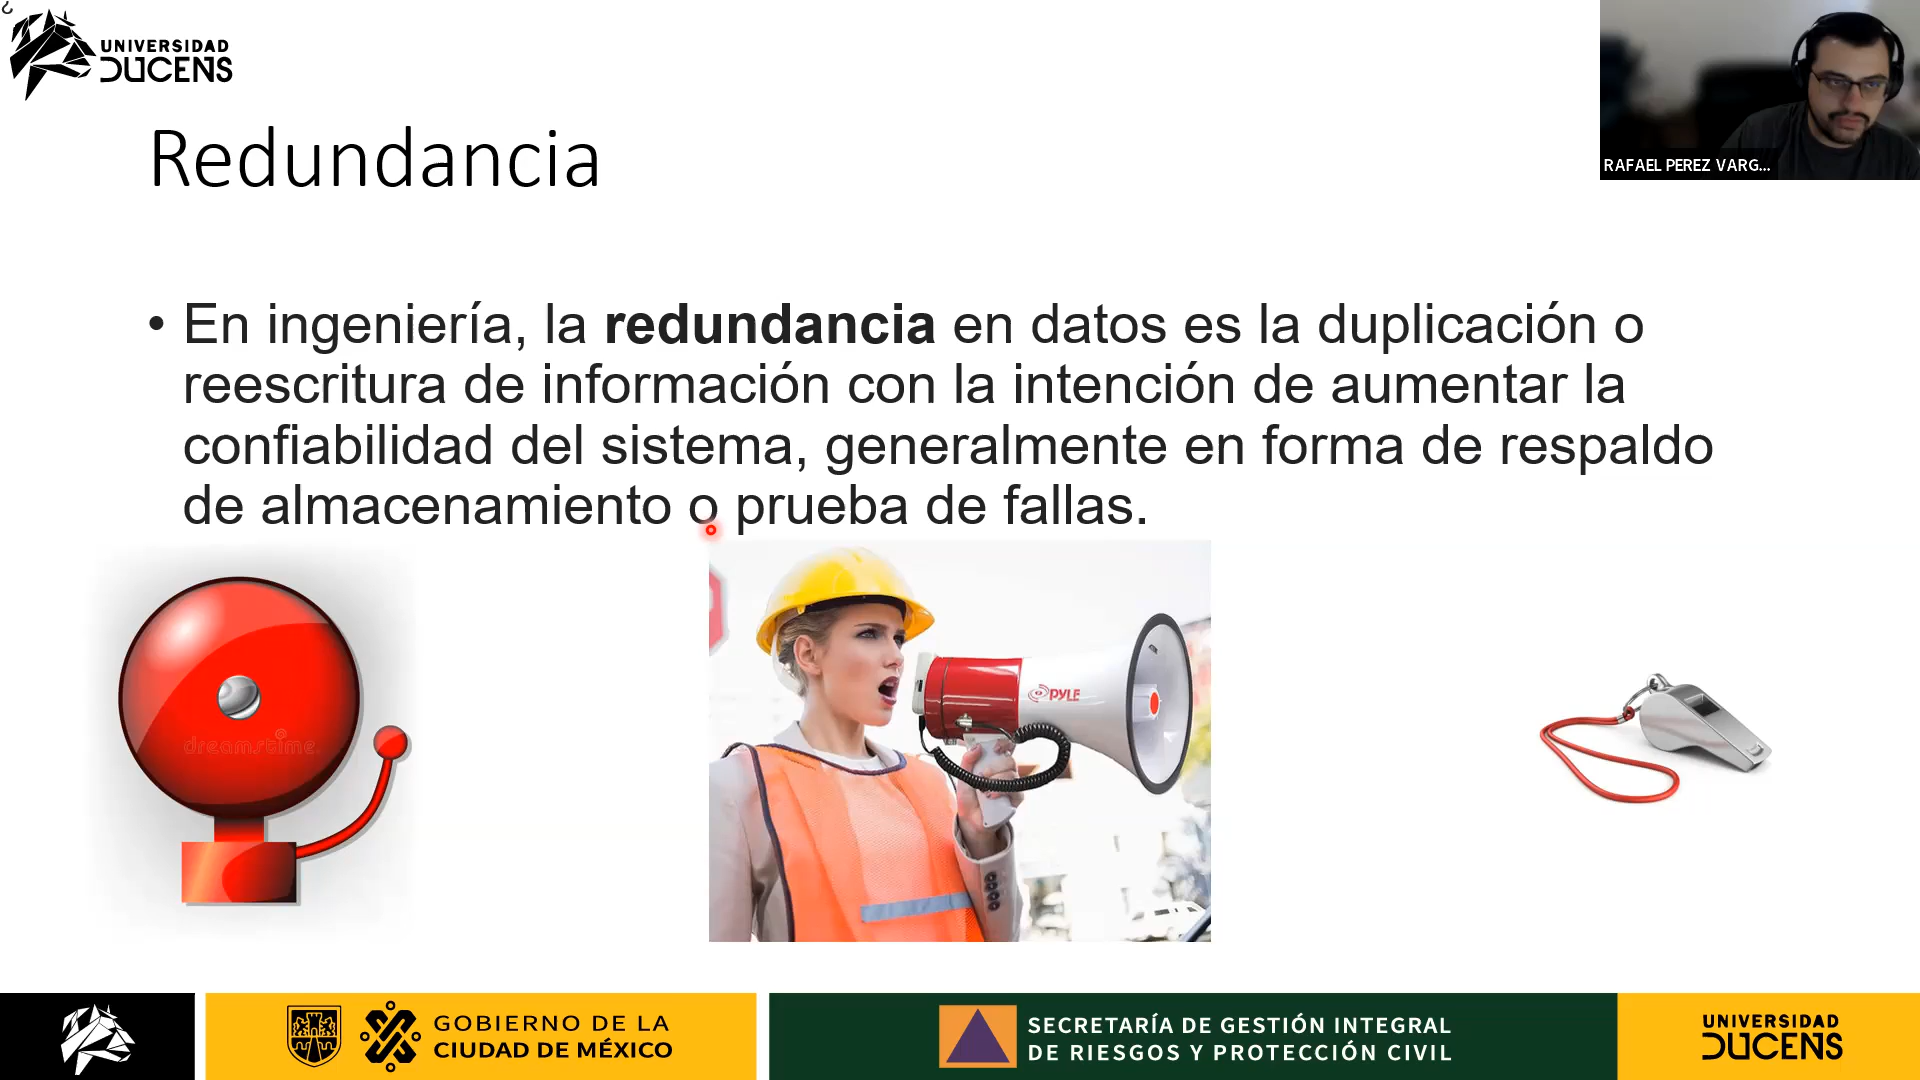 UNIVERSIDAD
DUCENS
Redundancia
RAFAEL PEREZ VARG...
• En ingeniería, la redundancia en datos es la duplicación o
reescritura de información con la intención de aumentar la
confiabilidad del sistema, generalmente en forma de respaldo
de almacenamiento o prueba de fallas.
dreamstime.
PYLE
GOBIERNO DE LA
CIUDAD DE MÉXICO
SECRETARÍA DE GESTIÓN INTEGRAL
DE RIESGOS Y PROTECCIÓN CIVIL
UNIVERSIDAD
DUCENS